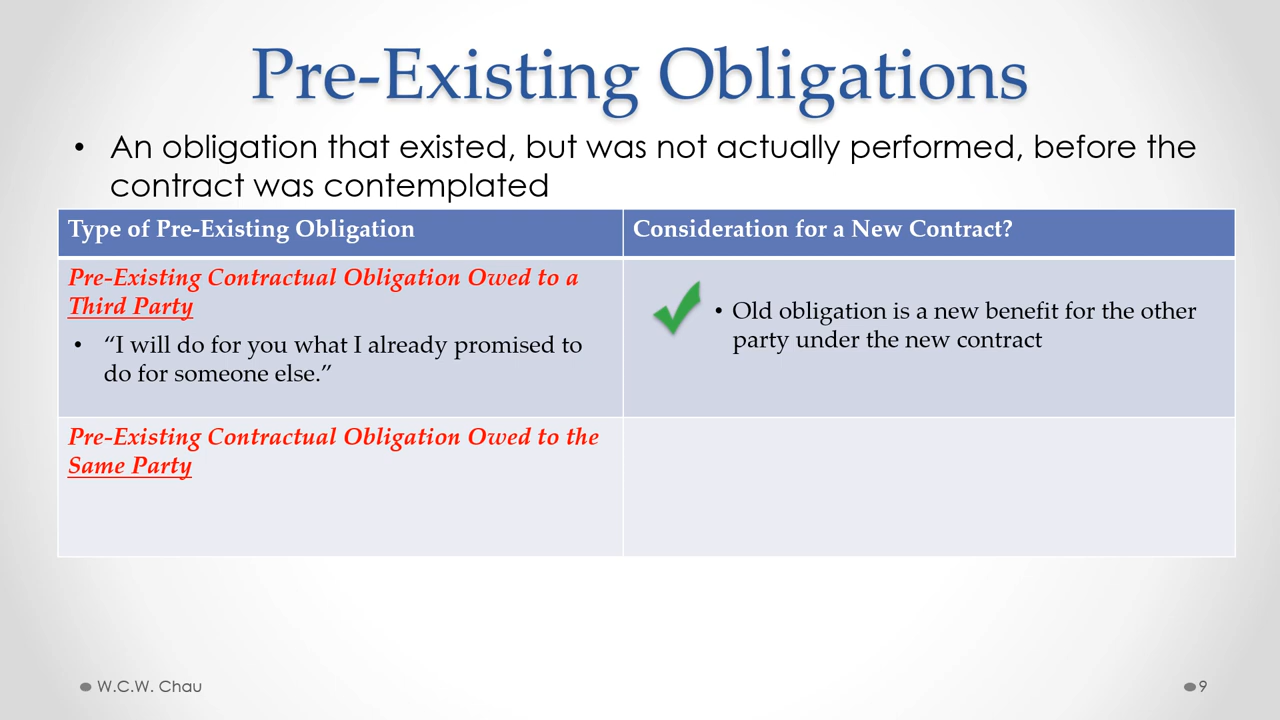 Pre-Existing Obligations
• An obligation that existed, but was not actually performed, before the
contract was contemplated
Type of Pre-Existing Obligation
Consideration for a New Contract?
Pre-Existing Contractual Obligation Owed to a
Third Party
• “I will do for you what I already promised to
do for someone else.”
• Old obligation is a new benefit for the other
party under the new contract
Pre-Existing Contractual Obligation Owed to the
Same Party
W.C.W. Chau
9